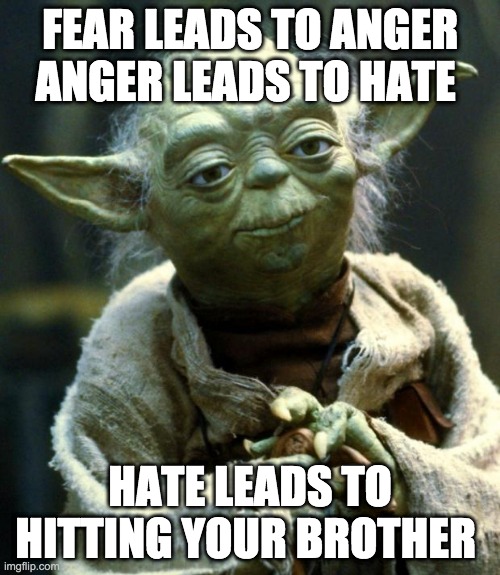 FEAR LEADS TO ANGER
ANGER LEADS TO HATE
HATE LEADS TO
HITTING YOUR BROTHER
imgflip.com